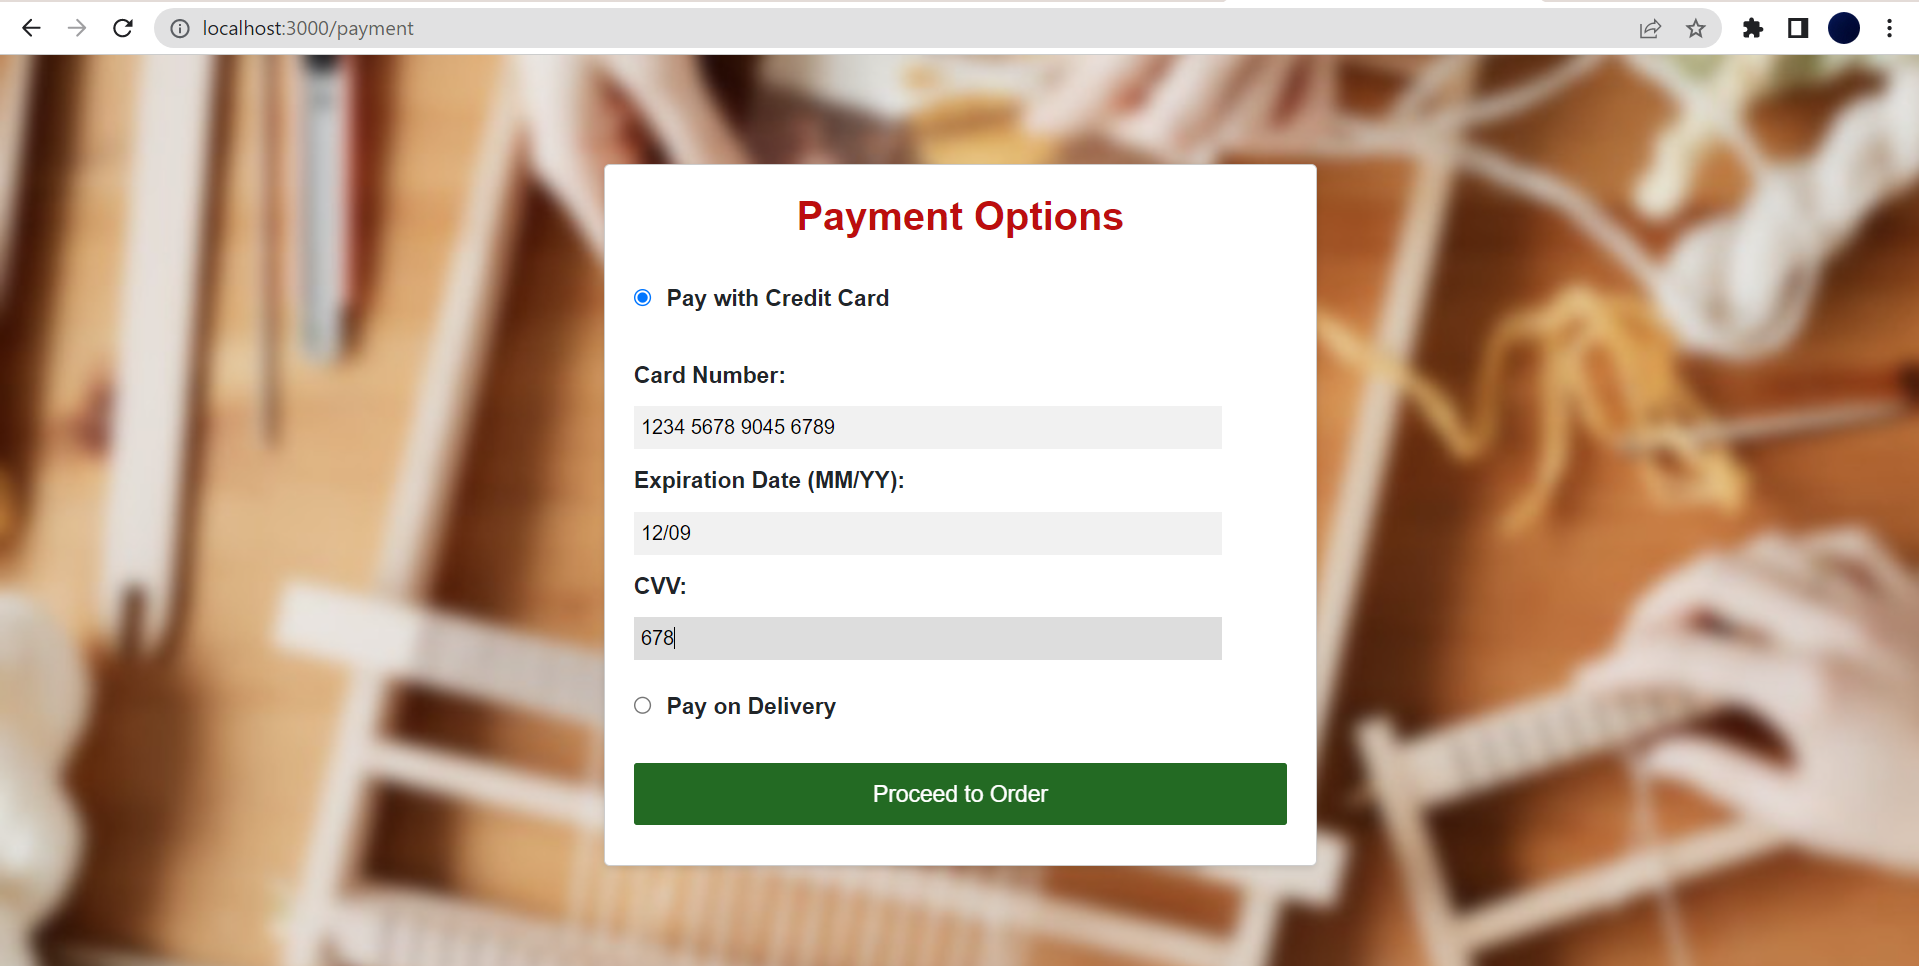 localhost:3000/payment
Payment Options
Pay with Credit Card
Card Number:
1234 5678 9045 6789
Expiration Date (MM/YY):
12/09
CVV:
678
Pay on Delivery
Proceed to Order